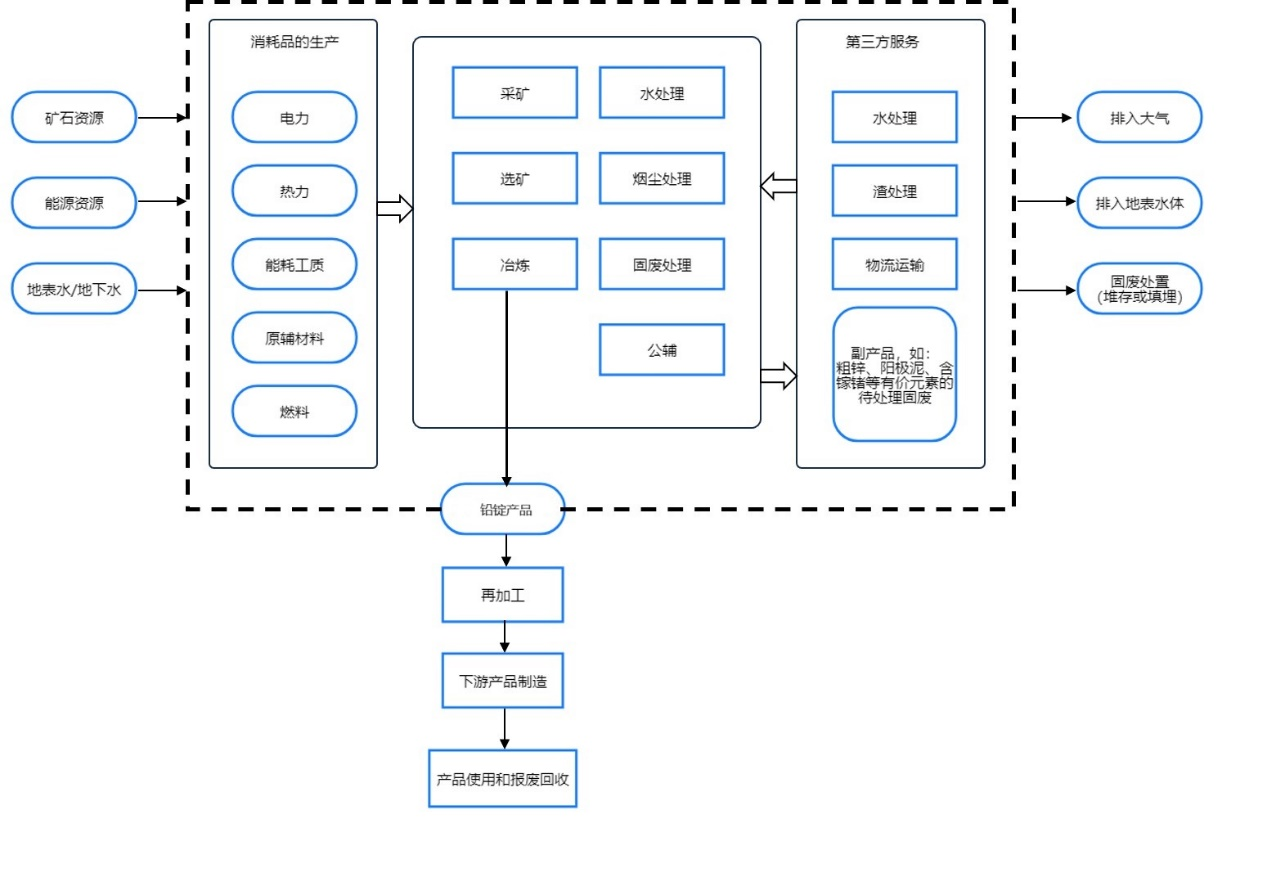 消耗品的生产
第三方服务
矿石资源
能源资源
地表水/地下水
电力
热力
能耗工质
原辅材料
燃料
采矿
水处理
选矿
烟尘处理
冶炼
固废处理
公辅
水处理
渣处理
物流运输
副产品，如：
粗锌、阳极泥、含
镓锗等有价元素的
待处理固废
排入大气
排入地表水体
固废处置
(堆存或填埋)
铅锭产品
再加工
下游产品制造
产品使用和报废回收